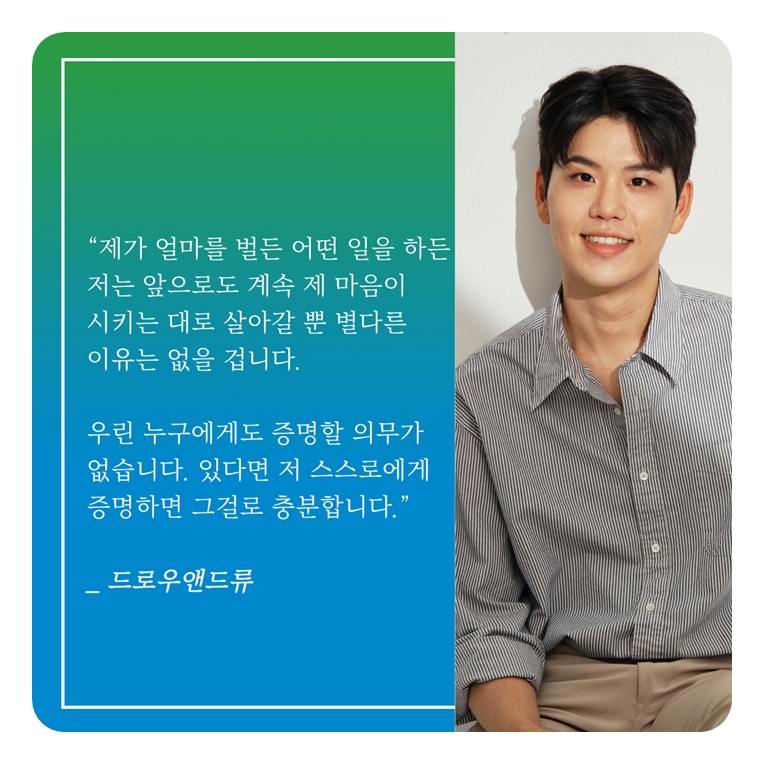 “제가 얼마를 벌든 어떤 일을 하든
저는 앞으로도 계속 제 마음이
시키는 대로 살아갈 뿐 별다른
이유는 없을 겁니다.
우린 누구에게도 증명할 의무가
없습니다. 있다면 저 스스로에게
증명하면 그걸로 충분합니다.”
_ 드로우앤드류